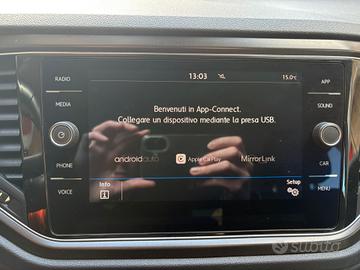 RADIO
13:03
15.0°C
APP
MEDIA
SOUND
Benvenuti in App-Connect.
Collegare un dispositivo mediante la presa USB.
androidauto
Apple CarPlay
MirrorLink
PHONE
CAR
VOICE
Info
Setup
MENU
subito